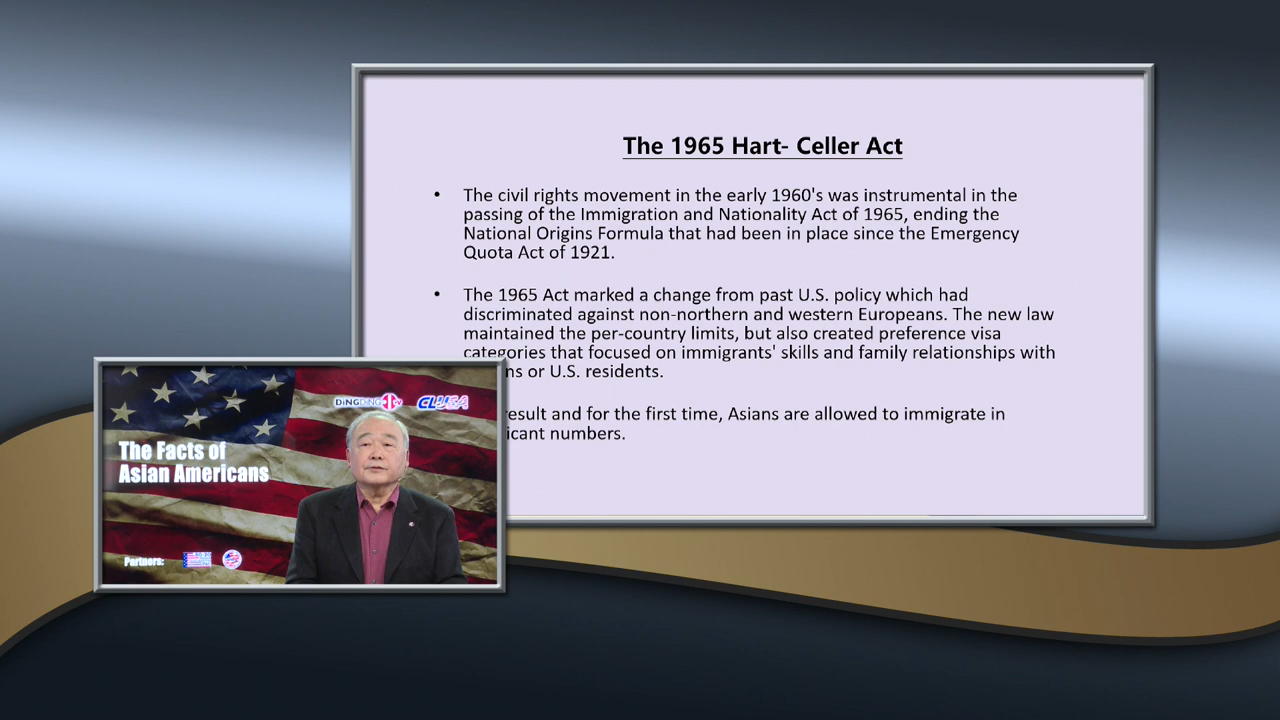 The 1965 Hart- Celler Act
• The civil rights movement in the early 1960's was instrumental in the
passing of the Immigration and Nationality Act of 1965, ending the
National Origins Formula that had been in place since the Emergency
Quota Act of 1921.
• The 1965 Act marked a change from past U.S. policy which had
discriminated against non-northern and western Europeans. The new law
maintained the per-country limits, but also created preference visa
categories that focused on immigrants' skills and family relationships with
or U.S. residents.
result and for the first time, Asians are allowed to immigrate in
numbers.
DiNGDiNG TV CLUSA
The Facts of
Asian Americans
Partners: